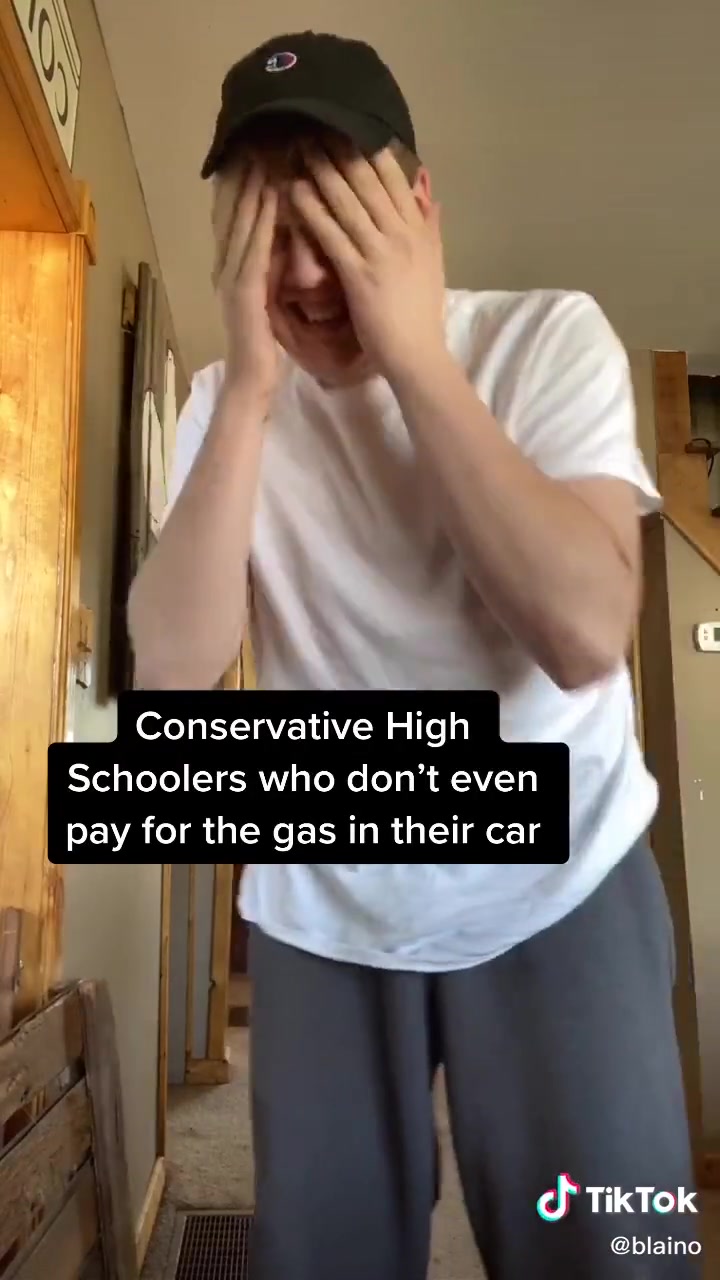 Conservative High
Schoolers who don’t even
pay for the gas in their car
TikTok
@blaino